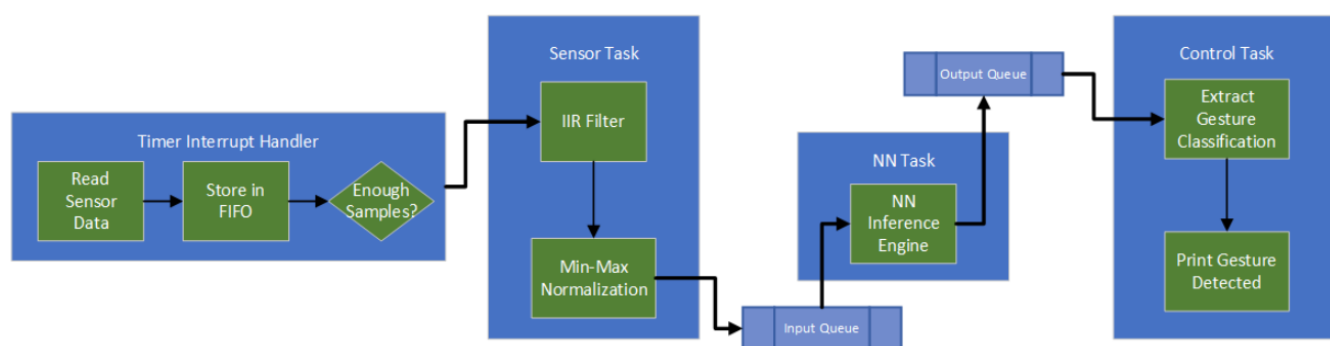 Timer Interrupt Handler
Read
Sensor
Data
Store in
FIFO
Enough
Samples?
Sensor Task
IIR Filter
Min-Max
Normalization
Input Queue
NN Task
NN
Inference
Engine
Output Queue
Control Task
Extract
Gesture
Classification
Print Gesture
Detected